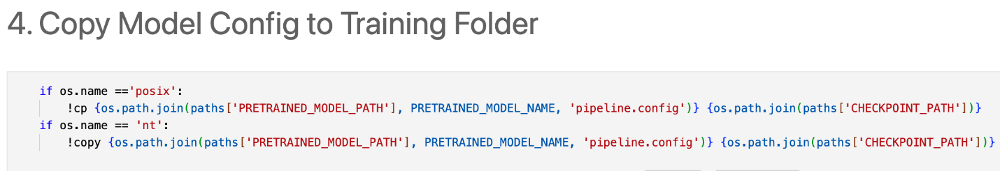 4. Copy Model Config to Training Folder
if os.name =='posix':
    !cp {os.path.join(paths['PRETRAINED_MODEL_PATH'], PRETRAINED_MODEL_NAME, 'pipeline.config')} {os.path.join(paths['CHECKPOINT_PATH'])}
if os.name == 'nt':
    !copy {os.path.join(paths['PRETRAINED_MODEL_PATH'], PRETRAINED_MODEL_NAME, 'pipeline.config')} {os.path.join(paths['CHECKPOINT_PATH'])}